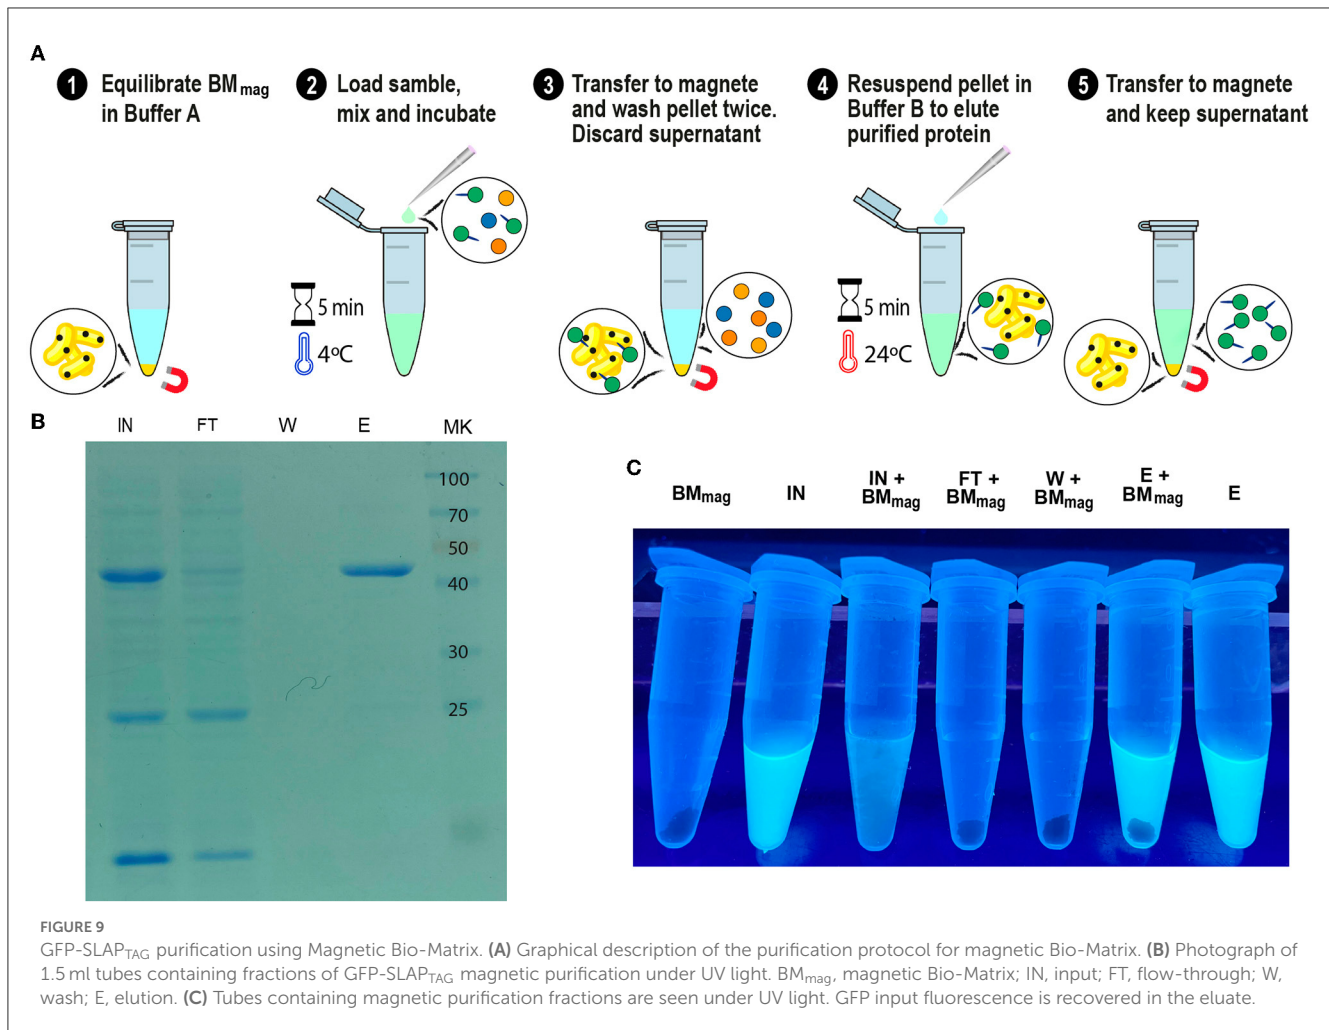 A
1 Equilibrate BMmag
in Buffer A
2 Load samble,
mix and incubate
3 Transfer to magnete
and wash pellet twice.
Discard supernatant
4 Resuspend pellet in
Buffer B to elute
purified protein
5 Transfer to magnete
and keep supernatant
5 min
4ºC
5 min
24ºC
B
IN FT W E MK
100
70
50
40
30
25
C
BMmag IN IN + BMmag FT + BMmag W + BMmag E + BMmag E
FIGURE 9
GFP-SLAPTAG purification using Magnetic Bio-Matrix. (A) Graphical description of the purification protocol for magnetic Bio-Matrix. (B) Photograph of
1.5 ml tubes containing fractions of GFP-SLAPTAG magnetic purification under UV light. BMmag, magnetic Bio-Matrix; IN, input; FT, flow-through; W,
wash; E, elution. (C) Tubes containing magnetic purification fractions are seen under UV light. GFP input fluorescence is recovered in the eluate.